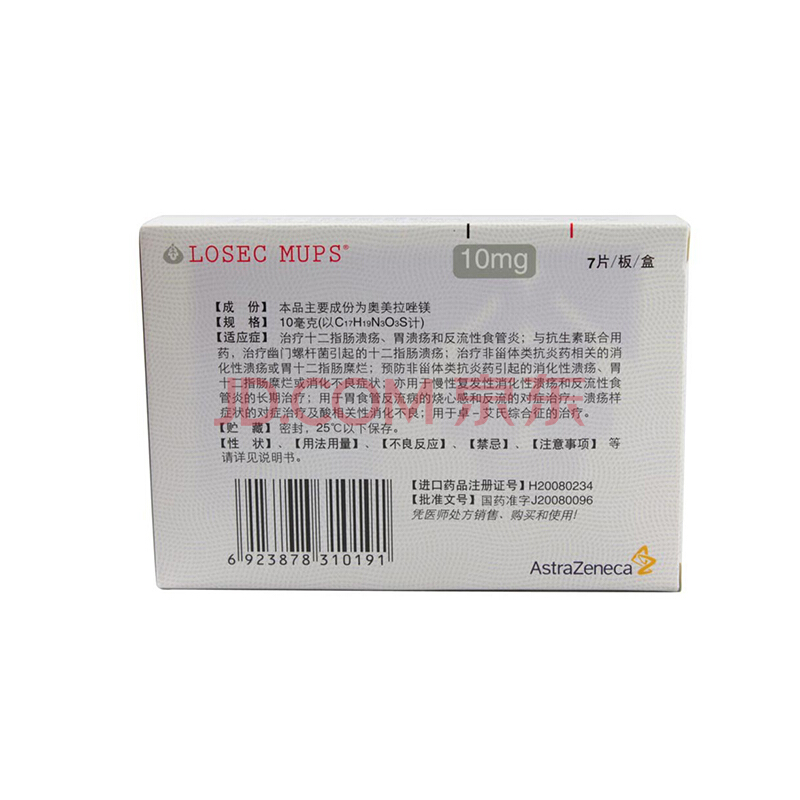 LOSEC MUPS®
10mg
7片/板/盒
【成 份】 本品主要成份为奥美拉唑镁
【规 格】 10毫克(以C17H19N3O3S计)
【适应症】 治疗十二指肠溃疡、胃溃疡和反流性食管炎；与抗生素联合用
药，治疗幽门螺杆菌引起的十二指肠溃疡；治疗非甾体类抗炎药相关的消
化性溃疡或胃十二指肠糜烂；预防非甾体类抗炎药引起的消化性溃疡、胃
十二指肠糜烂或消化不良症状；亦用于慢性复发性消化性溃疡和反流性食
管炎的长期治疗；用于胃食管反流病的烧心感和反流的对症治疗；溃疡样
症状的对症治疗及酸相关性消化不良；用于卓－艾氏综合征的治疗。
【贮 藏】 密封，25℃以下保存。
【性 状】、【用法用量】、【不良反应】、【禁忌】、【注意事项】 等
请详见说明书。
JD.COM 京东
【进口药品注册证号】H20080234
【批准文号】国药准字J20080096
凭医师处方销售、购买和使用!
6 923878 310191
AstraZeneca